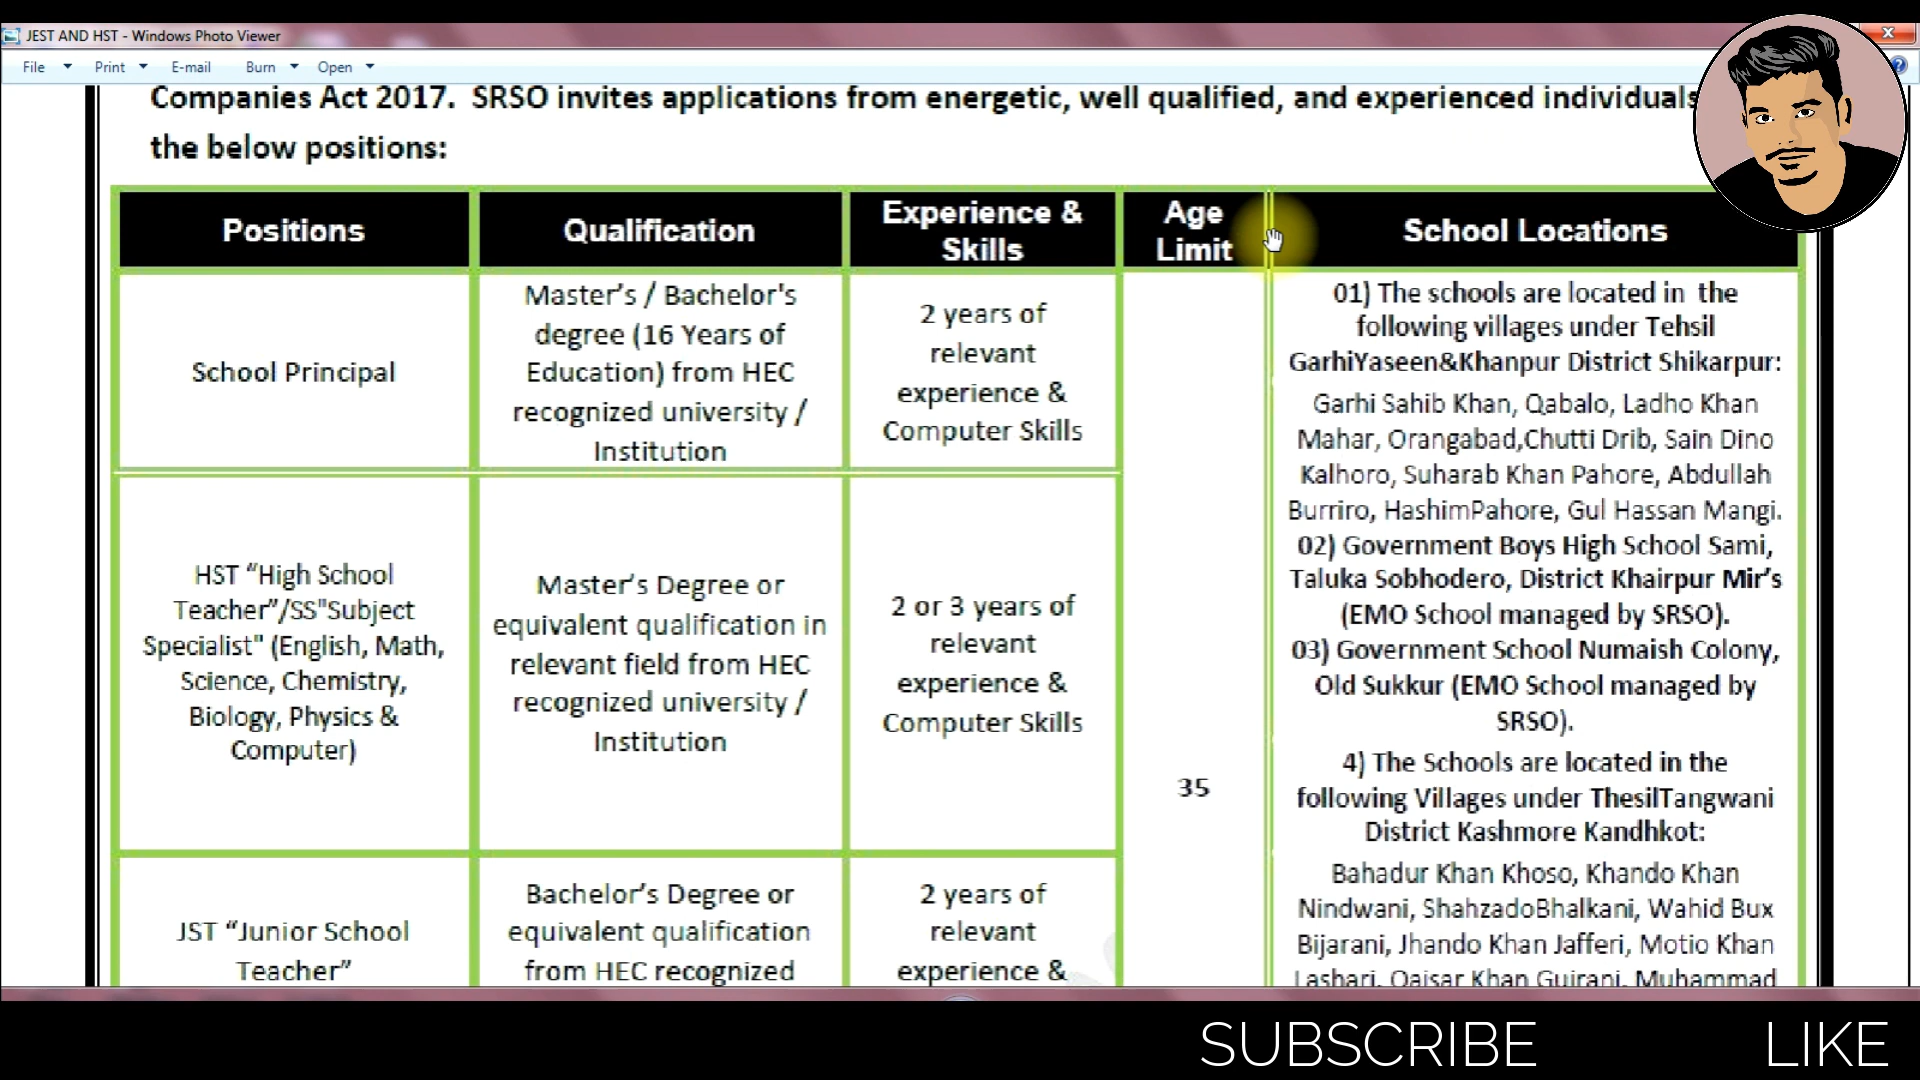 JEST AND HST - Windows Photo Viewer
File Print E-mail Burn Open
Companies Act 2017. SRSO invites applications from energetic, well qualified, and experienced individuals
the below positions:
Positions
Qualification
Experience &
Skills
Age
Limit
School Locations
School Principal
Master's / Bachelor's
degree (16 Years of
Education) from HEC
recognized university /
Institution
2 years of
relevant
experience &
Computer Skills
HST “High School
Teacher”/SS"Subject
Specialist" (English, Math,
Science, Chemistry,
Biology, Physics &
Computer)
Master's Degree or
equivalent qualification in
relevant field from HEC
recognized university /
Institution
2 or 3 years of
relevant
experience &
Computer Skills
JST “Junior School
Teacher”
Bachelor's Degree or
equivalent qualification
from HEC recognized
2 years of
relevant
experience &
35
01) The schools are located in the
following villages under Tehsil
GarhiYaseen&Khanpur District Shikarpur:
Garhi Sahib Khan, Qabalo, Ladho Khan
Mahar, Orangabad,Chutti Drib, Sain Dino
Kalhoro, Suharab Khan Pahore, Abdullah
Burriro, HashimPahore, Gul Hassan Mangi.
02) Government Boys High School Sami,
Taluka Sobhodero, District Khairpur Mir's
(EMO School managed by SRSO).
03) Government School Numaish Colony,
Old Sukkur (EMO School managed by
SRSO).
4) The Schools are located in the
following Villages under ThesilTangwani
District Kashmore Kandhkot:
Bahadur Khan Khoso, Khando Khan
Nindwani, ShahzadoBhalkani, Wahid Bux
Bijarani, Jhando Khan Jafferi, Motio Khan
Lashari, Qaisar Khan Gujrani, Muhammad
SUBSCRIBE LIKE